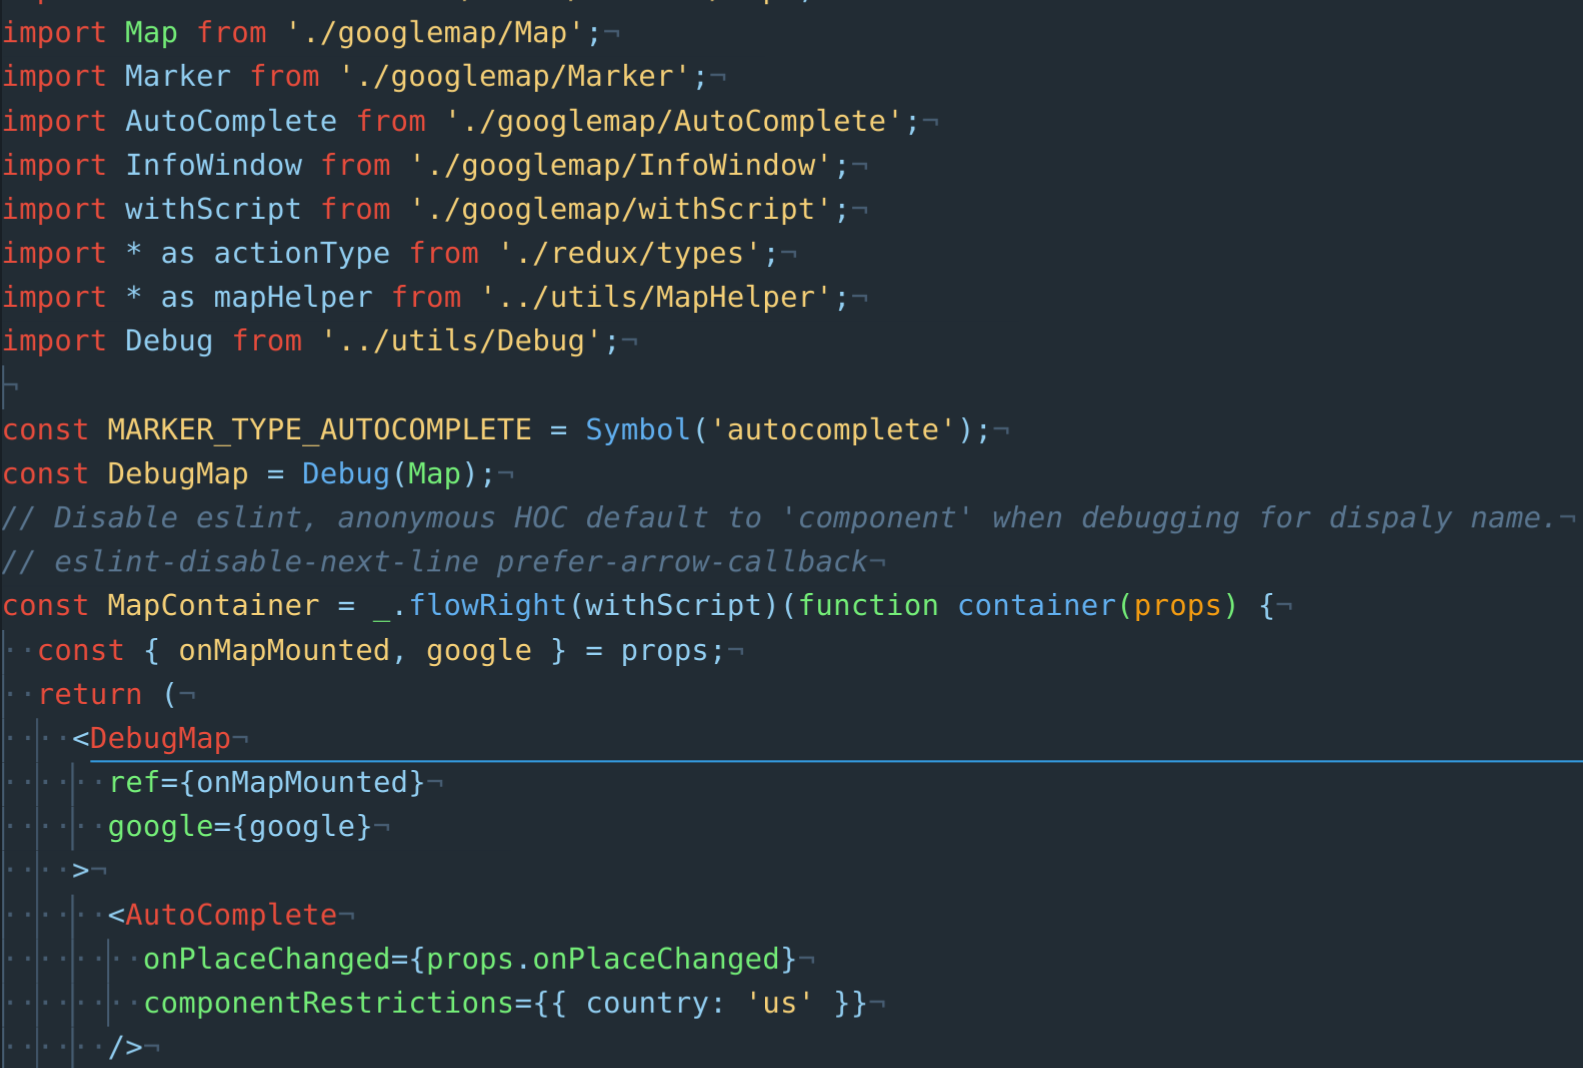 import Map from './googlemap/Map';¬
import Marker from './googlemap/Marker';¬
import AutoComplete from './googlemap/AutoComplete';¬
import InfoWindow from './googlemap/InfoWindow';¬
import withScript from './googlemap/withScript';¬
import * as actionType from './redux/types';¬
import * as mapHelper from '../utils/MapHelper';¬
import Debug from '../utils/Debug';¬
¬
const MARKER_TYPE_AUTOCOMPLETE = Symbol('autocomplete');¬
const DebugMap = Debug(Map);¬
// Disable eslint, anonymous HOC default to 'component' when debugging for dispaly name.¬
// eslint-disable-next-line prefer-arrow-callback¬
const MapContainer = _.flowRight(withScript)(function container(props) {¬
··const { onMapMounted, google } = props;¬
··return (¬
····<DebugMap¬
······ref={onMapMounted}¬
······google={google}¬
····>¬
······<AutoComplete¬
········onPlaceChanged={props.onPlaceChanged}¬
········componentRestrictions={{ country: 'us' }}¬
······/>¬